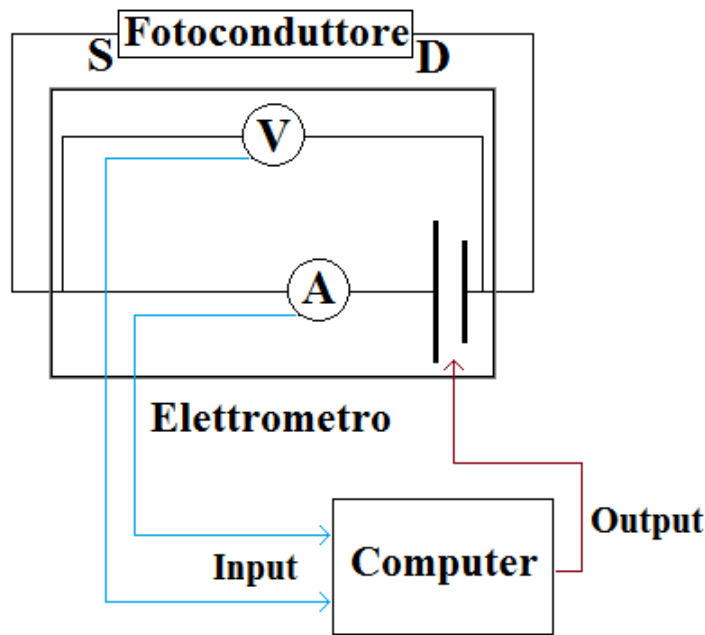 Fotoconduttore
S
D
V
A
Elettrometro
Output
Input
Computer